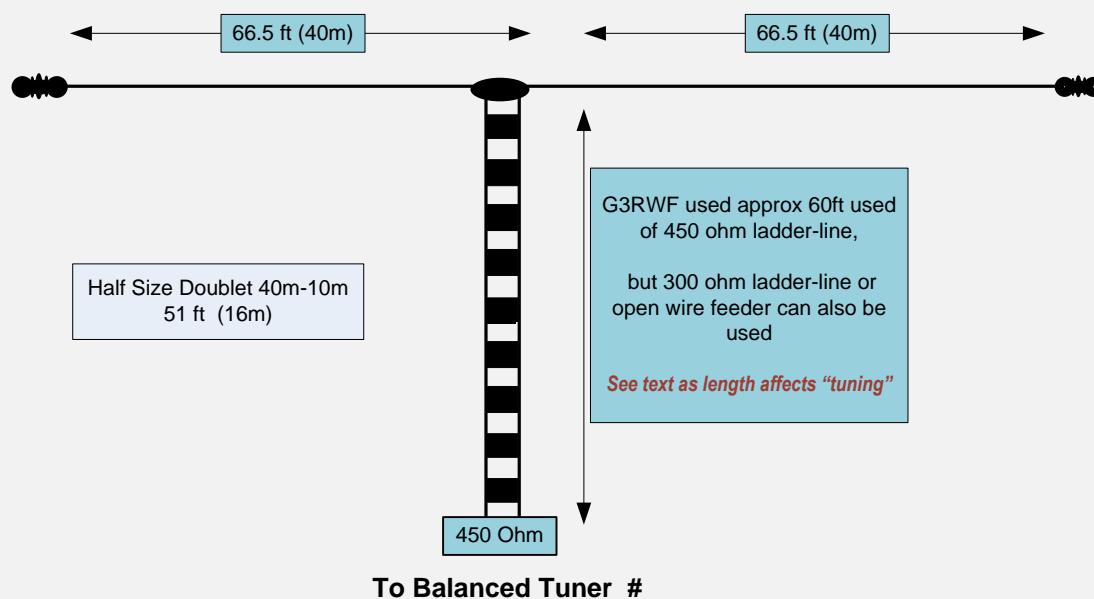 66.5 ft (40m)
66.5 ft (40m)
G3RWF used approx 60ft used
of 450 ohm ladder-line,
but 300 ohm ladder-line or
open wire feeder can also be
used
See text as length affects “tuning”
Half Size Doublet 40m-10m
51 ft  (16m)
450 Ohm
To Balanced Tuner  #